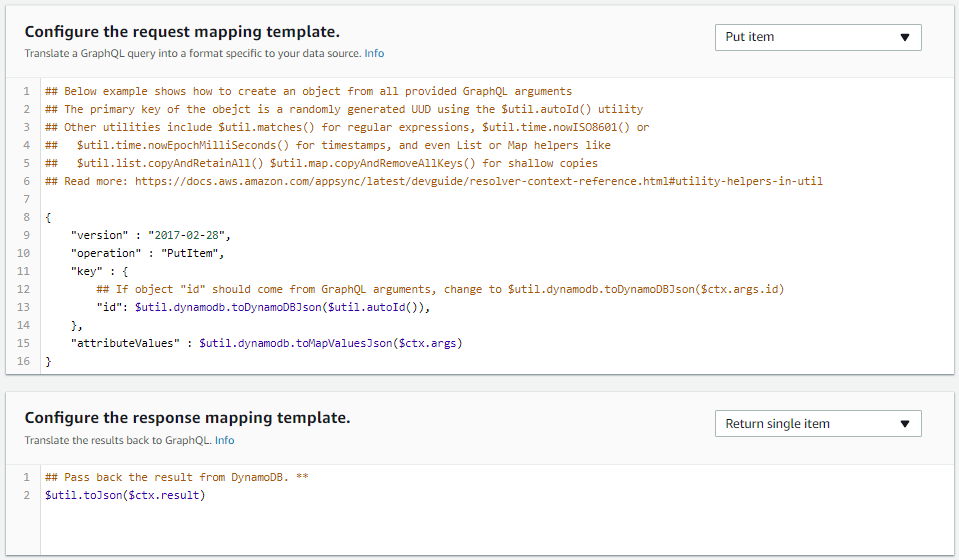 Configure the request mapping template.
Put item
Translate a GraphQL query into a format specific to your data source. Info
1 ## Below example shows how to create an object from all provided GraphQL arguments
2 ## The primary key of the obejct is a randomly generated UUD using the $util.autoId() utility
3 ## Other utilities include $util.matches() for regular expressions, $util.time.nowISO8601() or
4 ##   $util.time.nowEpochMilliSeconds() for timestamps, and even List or Map helpers like
5 ##   $util.list.copyAndRetainAll() $util.map.copyAndRemoveAllKeys() for shallow copies
6 ## Read more: https://docs.aws.amazon.com/appsync/latest/devguide/resolver-context-reference.html#utility-helpers-in-util
7
8 {
9     "version" : "2017-02-28",
10     "operation" : "PutItem",
11     "key" : {
12         ## If object "id" should come from GraphQL arguments, change to $util.dynamodb.toDynamoDBJson($ctx.args.id)
13         "id": $util.dynamodb.toDynamoDBJson($util.autoId()),
14     },
15     "attributeValues" : $util.dynamodb.toMapValuesJson($ctx.args)
16 }
Configure the response mapping template.
Return single item
Translate the results back to GraphQL. Info
1 ## Pass back the result from DynamoDB. **
2 $util.toJson($ctx.result)